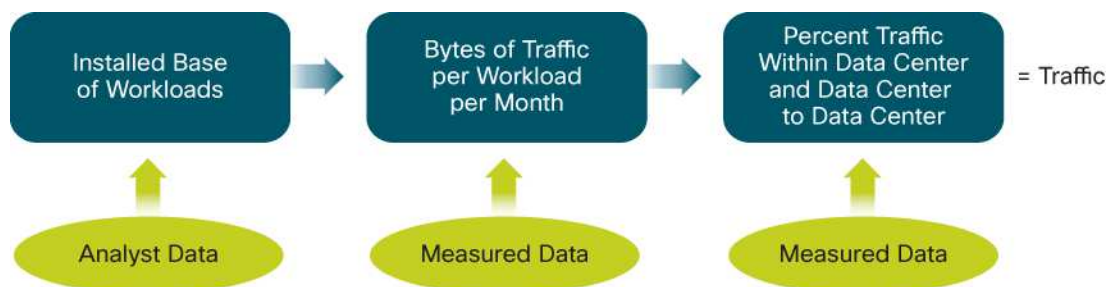 Installed Base
of Workloads
Bytes of Traffic
per Workload
per Month
Percent Traffic
Within Data Center
and Data Center
to Data Center
= Traffic
Analyst Data
Measured Data
Measured Data